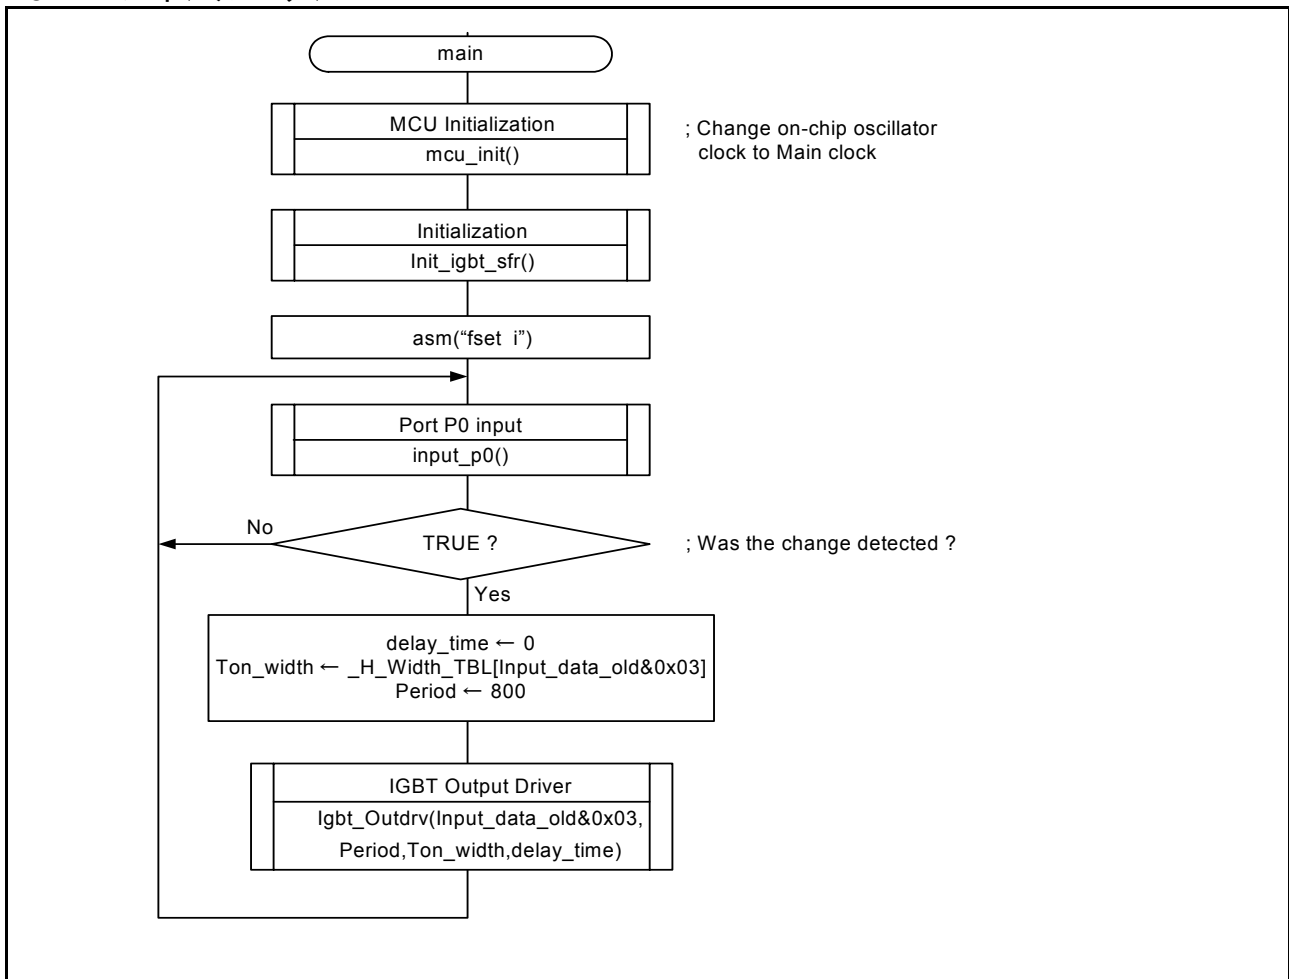 main
MCU Initialization
mcu_init()
; Change on-chip oscillator
clock to Main clock
Initialization
Init_igbt_sfr()
asm(“fset i”)
Port P0 input
input_p0()
No
TRUE ?
; Was the change detected ?
Yes
delay_time ← 0
Ton_width ← _H_Width_TBL[Input_data_old&0x03]
Period ← 800
IGBT Output Driver
Igbt_Outdrv(Input_data_old&0x03,
Period,Ton_width,delay_time)